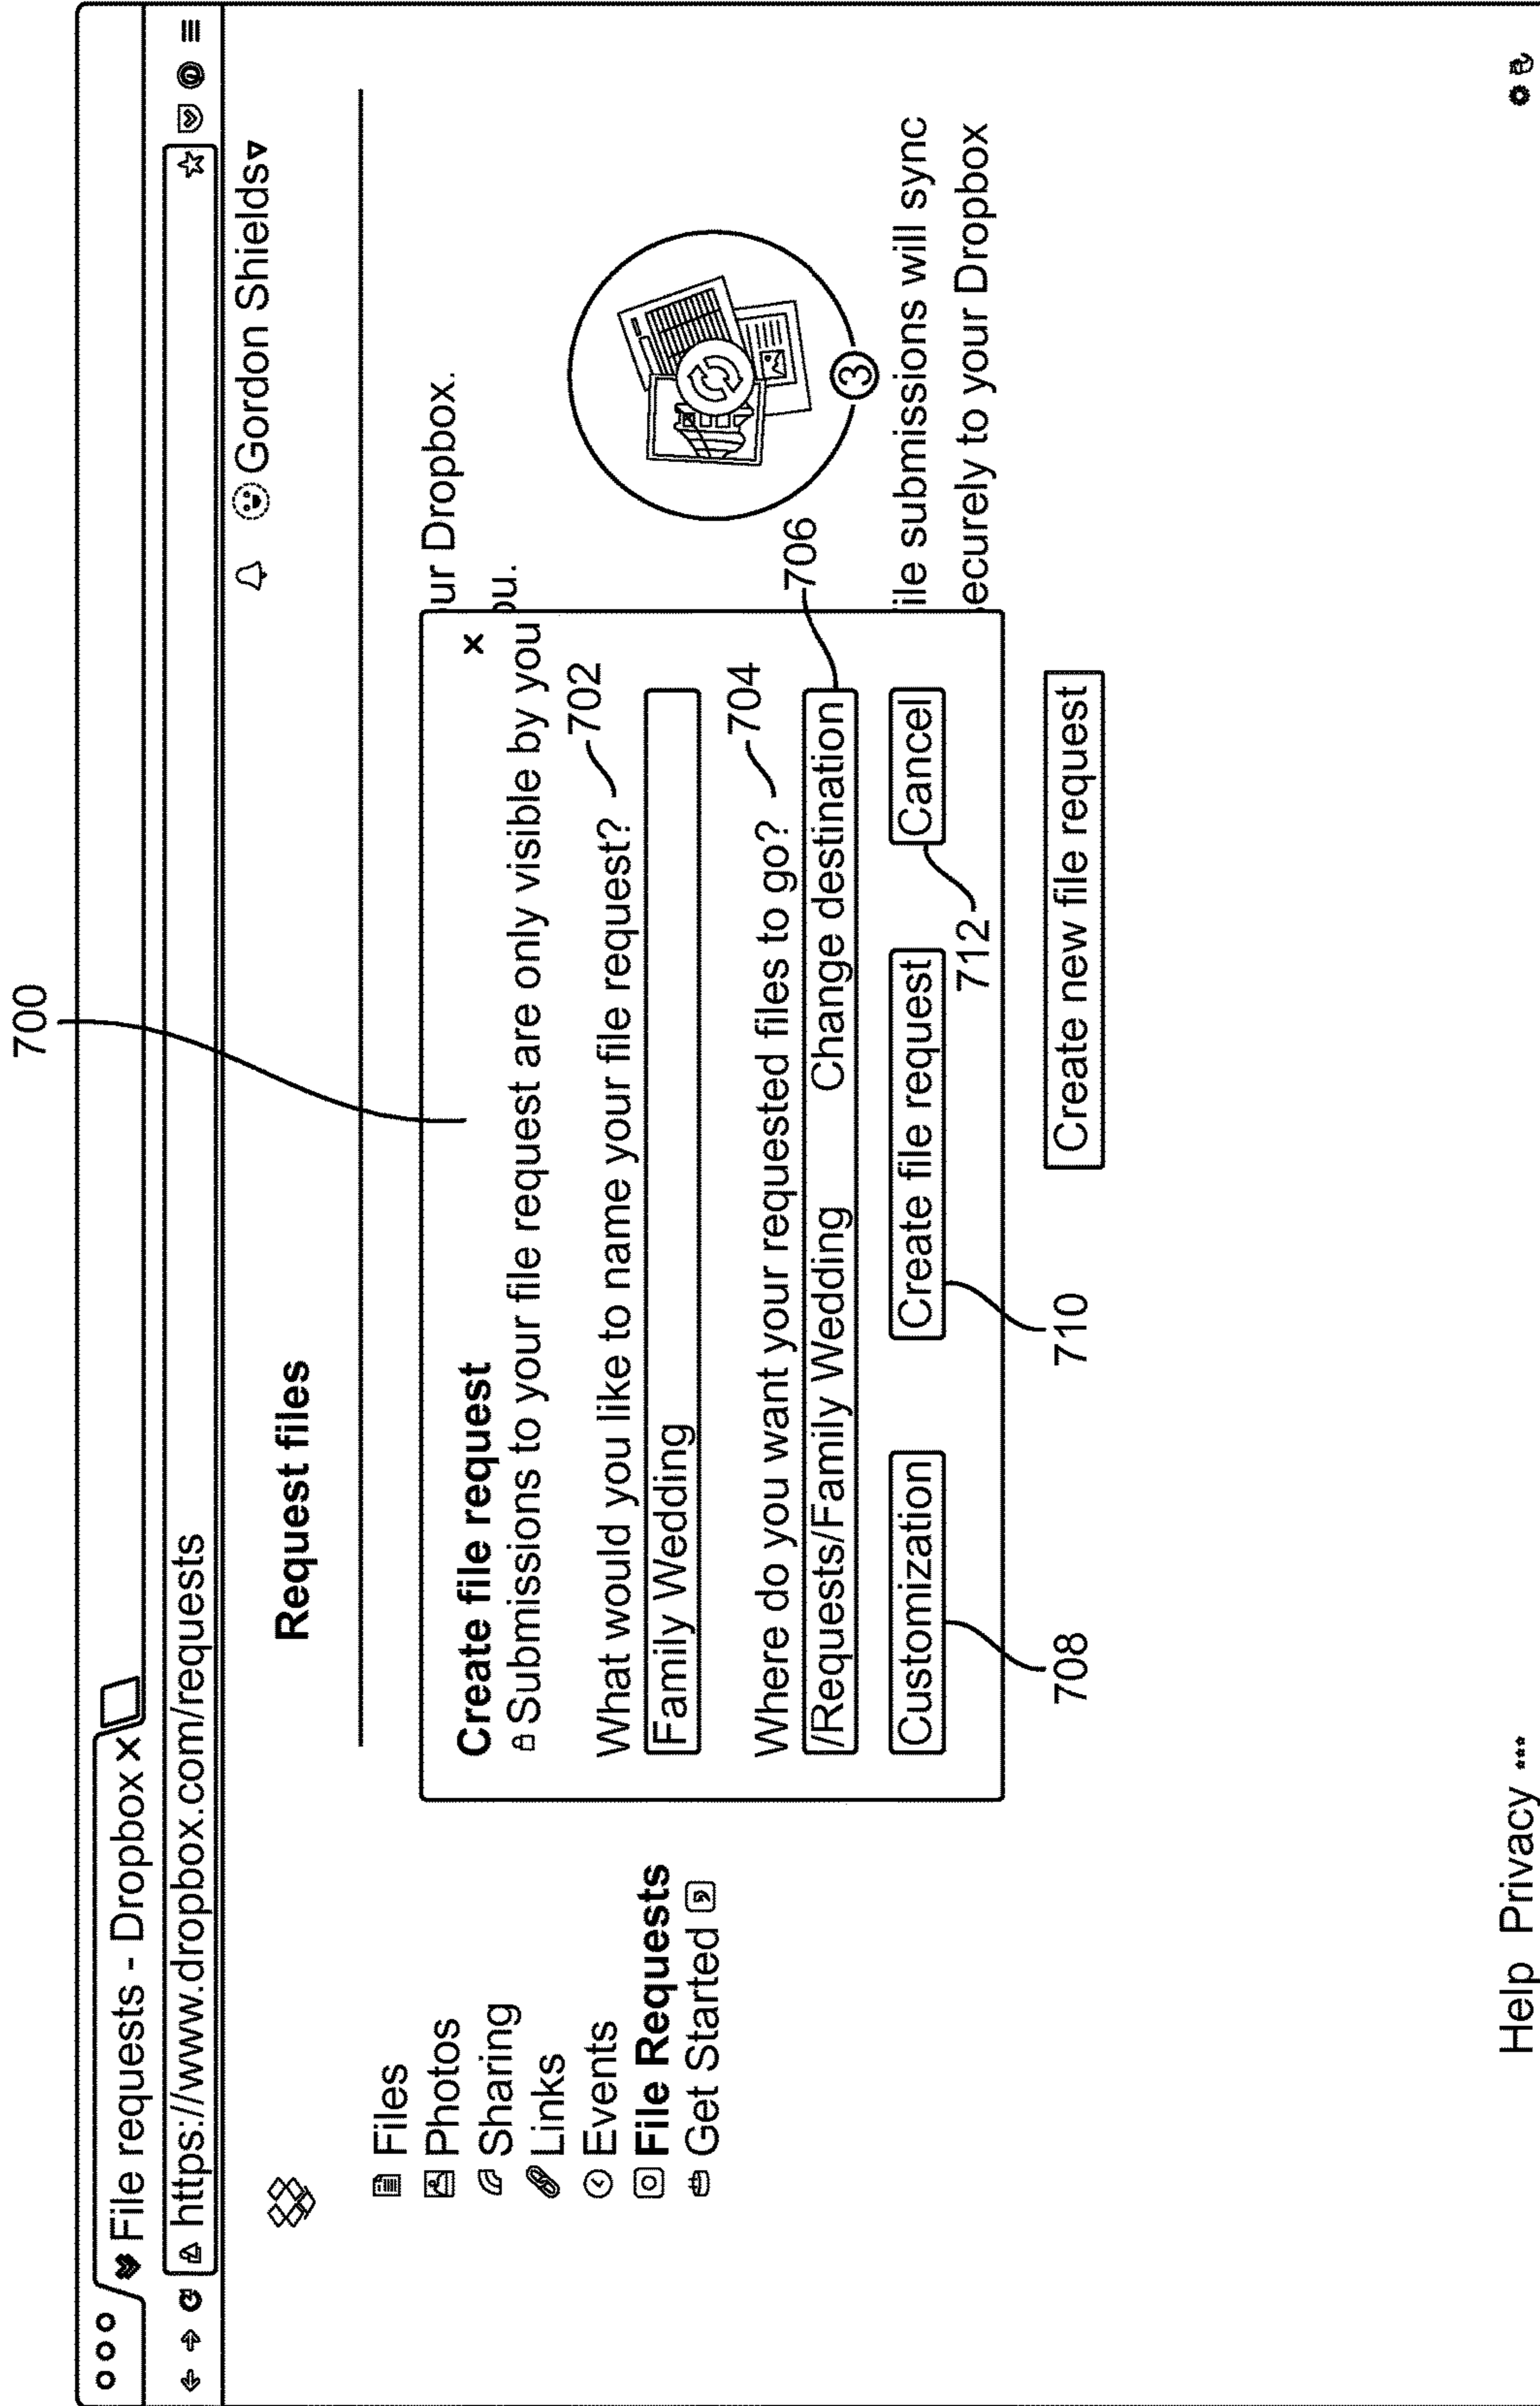 700
File requests - Dropbox X
https://www.dropbox.com/requests
Gordon Shields
Request files
Files
Photos
Sharing
Links
Events
File Requests
Get Started
ur Dropbox.
ou.
Create file request x
Submissions to your file request are only visible by you
What would you like to name your file request? 702
Family Wedding
Where do you want your requested files to go? 704
/Requests/Family Wedding Change destination 706
Customization Create file request Cancel
708 710 712
3
ile submissions will sync
ecurely to your Dropbox
Create new file request
Help Privacy